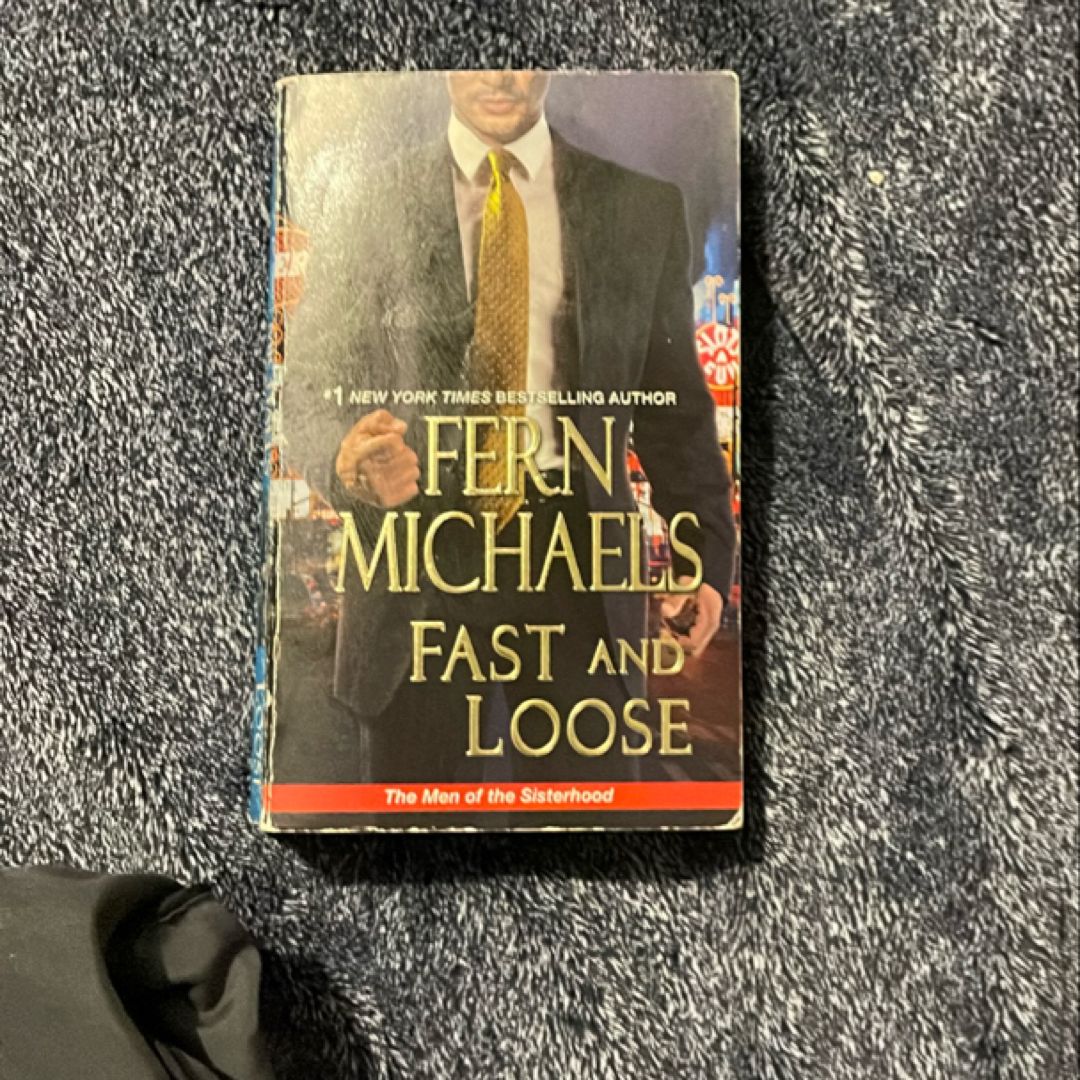 #1 NEW YORK TIMES BESTSELLING AUTHOR
FERN
MICHAELS
FAST AND
LOOSE
The Men of the Sisterhood